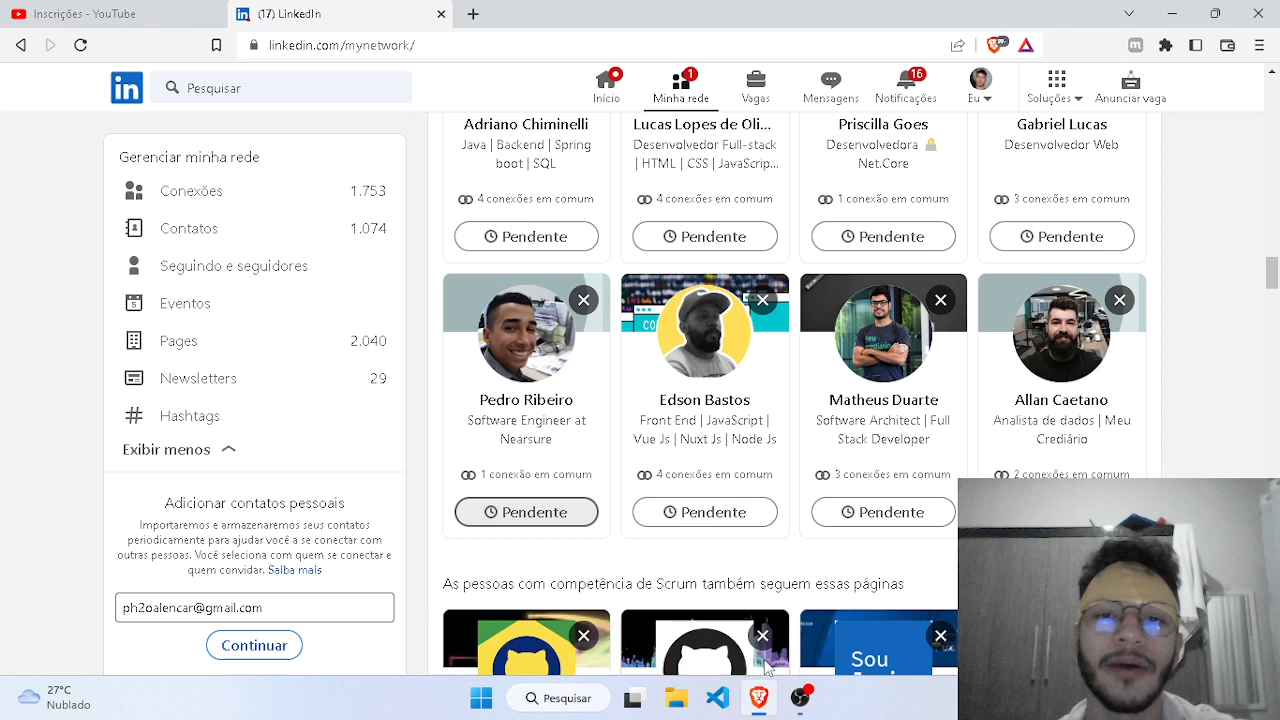 Inscrições - YouTube
(17) LinkedIn
linkedin.com/mynetwork/
99+
in
Pesquisar
Início
1
Minha rede
Vagas
Mensagens
16
Notificações
Eu
Soluções
Anunciar vaga
Gerenciar minha rede
Conexões 1.753
Contatos 1.074
Seguindo e seguidores
Eventos
Pages 2.040
Newsletters 29
Hashtags
Exibir menos
Adicionar contatos pessoais
Importaremos e armazenaremos seus contatos
periodicamente para ajudar você a se conectar com
outras pessoas. Você seleciona com quem se conectar e
quem convidar. Saiba mais
ph2oalencar@gmail.com
Continuar
Adriano Chiminelli
Java | Backend | Spring
boot | SQL
4 conexões em comum
Pendente
Lucas Lopes de Oli...
Desenvolvedor Full-stack
| HTML | CSS | JavaScrip...
4 conexões em comum
Pendente
Priscilla Goes
Desenvolvedora
Net.Core
1 conexão em comum
Pendente
Gabriel Lucas
Desenvolvedor Web
3 conexões em comum
Pendente
Pedro Ribeiro
Software Engineer at
Nearsure
1 conexão em comum
Pendente
Edson Bastos
Front End | JavaScript |
Vue Js | Nuxt Js | Node Js
4 conexões em comum
Pendente
Matheus Duarte
Software Architect | Full
Stack Developer
3 conexões em comum
Pendente
Allan Caetano
Analista de dados | Meu
Crediário
2 conexões em comum
As pessoas com competência de Scrum também seguem essas páginas
Sou
27°C
Nublado
Pesquisar